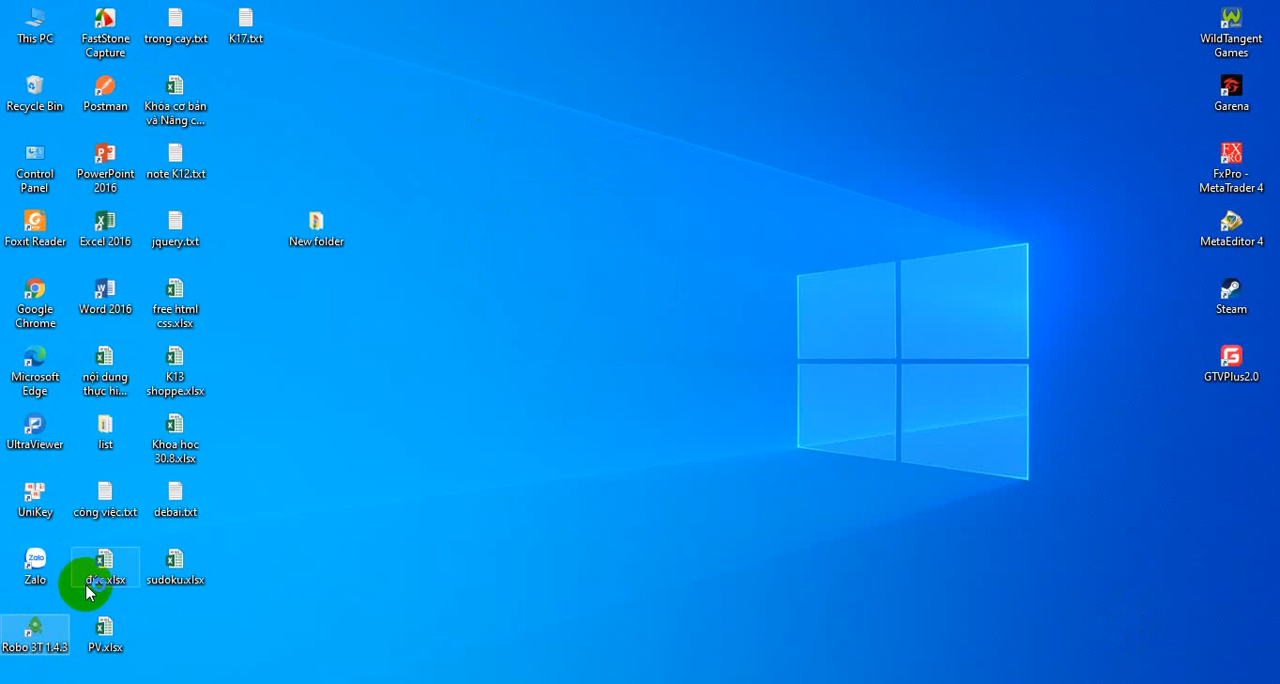 This PC
FastStone
Capture
trong cay.txt
K17.txt
WildTangent
Games
Recycle Bin
Postman
Khóa cơ bản
và Nâng c...
Garena
Control
Panel
PowerPoint
2016
note K12.txt
FxPro -
MetaTrader 4
Foxit Reader
Excel 2016
jquery.txt
New folder
MetaEditor 4
Google
Chrome
Word 2016
free html
css.xlsx
Steam
Microsoft
Edge
nội dung
thực hi...
K13
shoppe.xlsx
GTVPlus2.0
UltraViewer
list
Khoa hoc
30.8.xlsx
UniKey
công việc.txt
debai.txt
Zalo
Zalo
đức.xlsx
sudoku.xlsx
Robo 3T 1.4.3
PV.xlsx